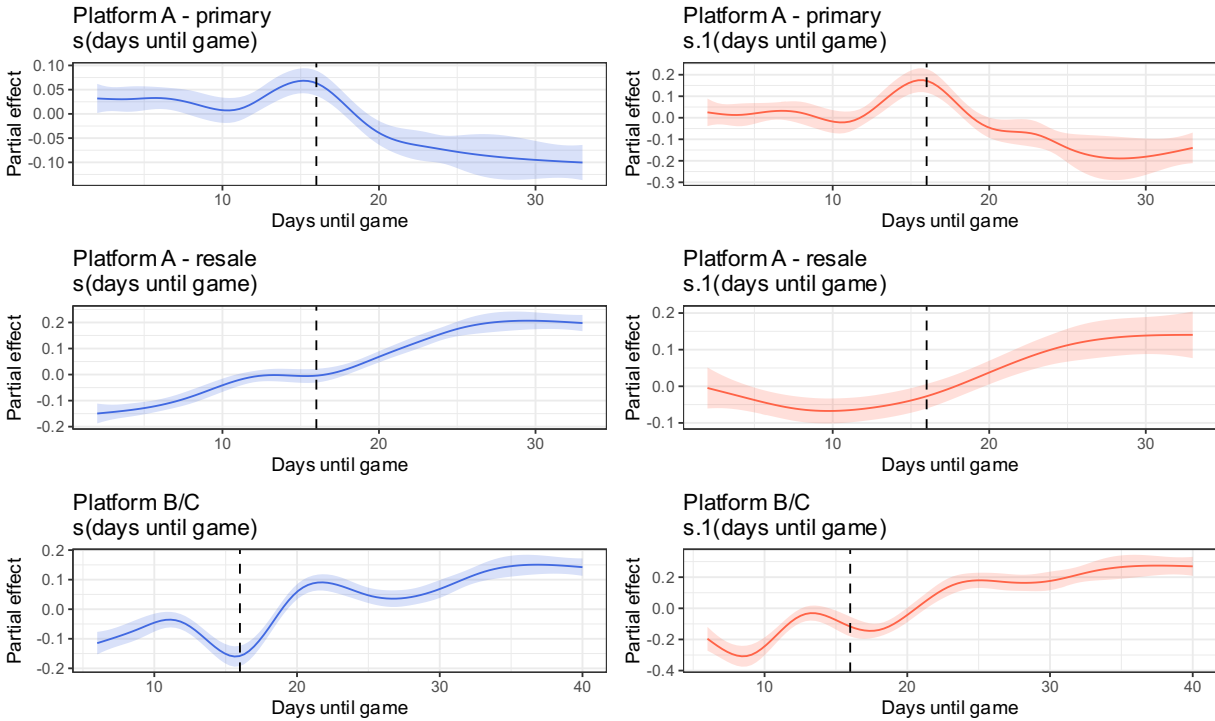 Platform A - primary
s(days until game)
Partial effect
0.10
0.05
0.00
-0.05
-0.10
10
20
30
Days until game
Platform A - primary
s.1(days until game)
Partial effect
0.2
0.1
0.0
-0.1
-0.2
-0.3
10
20
30
Days until game
Platform A - resale
s(days until game)
Partial effect
0.2
0.1
0.0
-0.1
-0.2
10
20
30
Days until game
Platform A - resale
s.1(days until game)
Partial effect
0.2
0.1
0.0
-0.1
10
20
30
Days until game
Platform B/C
s(days until game)
Partial effect
0.2
0.1
0.0
-0.1
-0.2
10
20
30
40
Days until game
Platform B/C
s.1(days until game)
Partial effect
0.2
0.0
-0.2
-0.4
10
20
30
40
Days until game